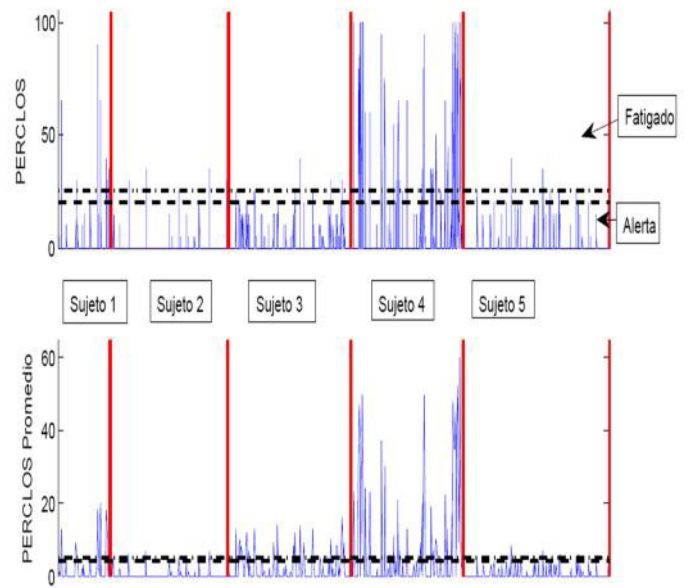 100
50
0
PERCLOS
Fatigado
Alerta
Sujeto 1
Sujeto 2
Sujeto 3
Sujeto 4
Sujeto 5
60
40
20
0
PERCLOS Promedio